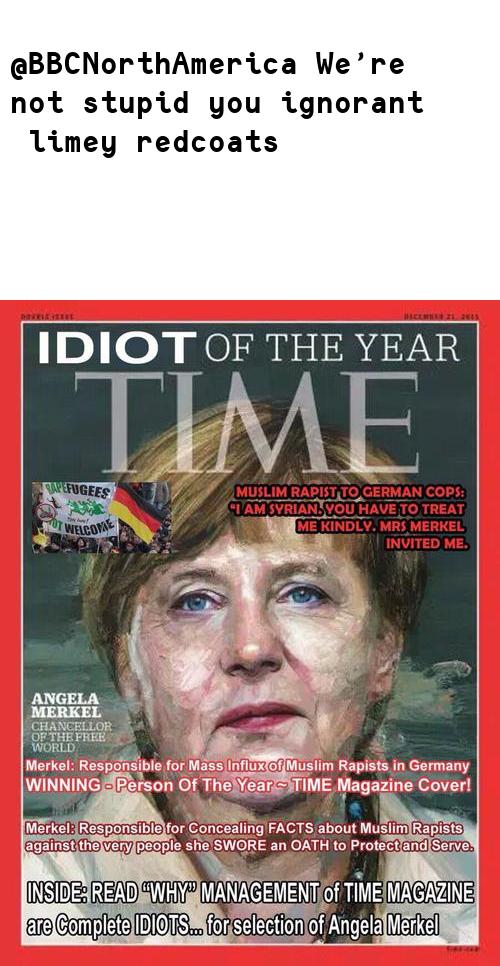 @BBCNorthAmerica We're
not stupid you ignorant
limey redcoats
DOUBLE ISSUE
DECEMBER 21, 2015
IDIOT OF THE YEAR
TIME
RAPEFUGEES
NOT WELCOME
MUSLIM RAPIST TO GERMAN COPS:
"I AM SYRIAN. YOU HAVE TO TREAT
ME KINDLY. MRS MERKEL
INVITED ME.
ANGELA
MERKEL
CHANCELLOR
OF THE FREE
WORLD
Merkel: Responsible for Mass Influx of Muslim Rapists in Germany
WINNING - Person Of The Year ~ TIME Magazine Cover!
Merkel: Responsible for Concealing FACTS about Muslim Rapists
against the very people she SWORE an OATH to Protect and Serve.
INSIDE: READ “WHY” MANAGEMENT of TIME MAGAZINE
are Complete IDIOTS... for selection of Angela Merkel
time.com